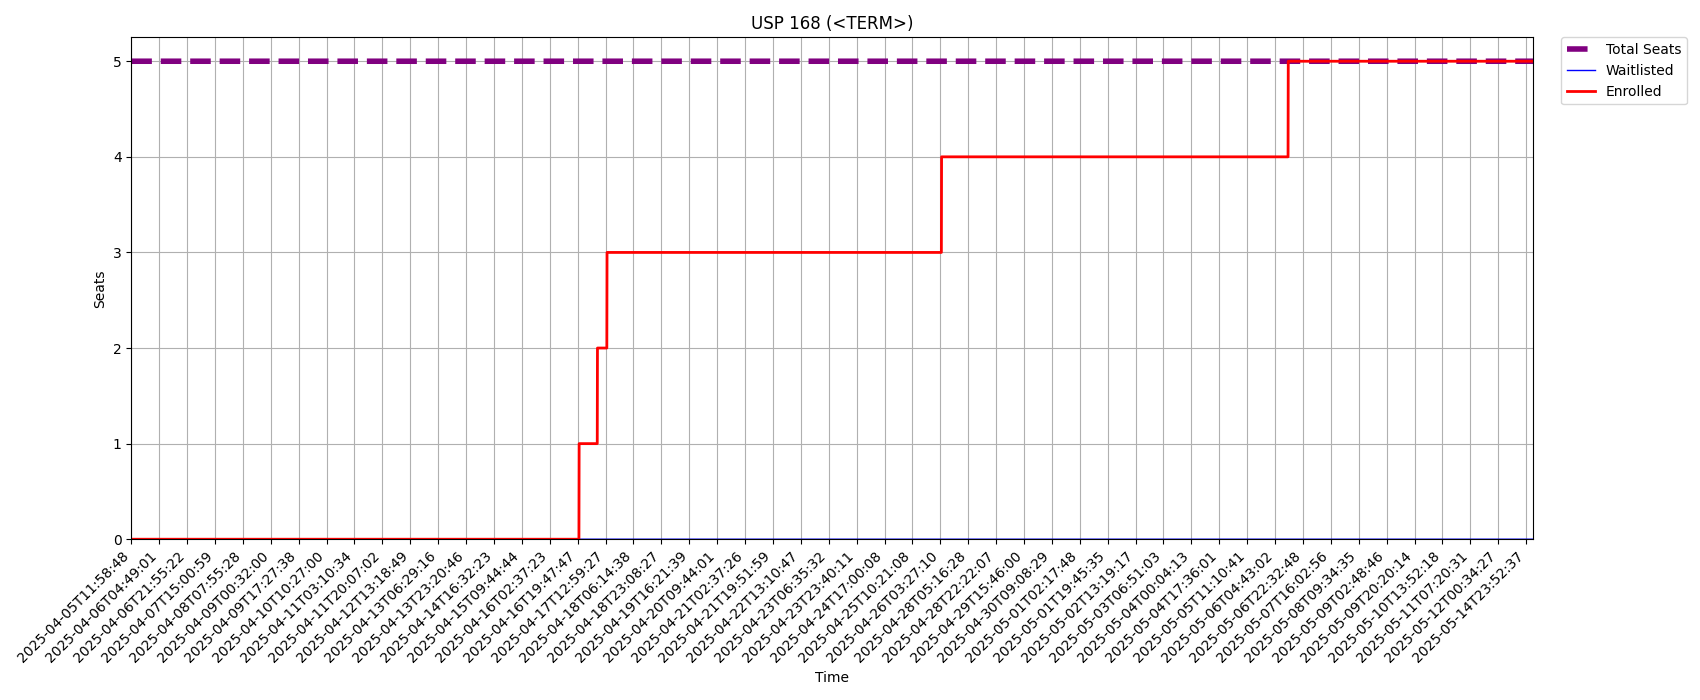 USP 168 (<TERM>)
Total Seats
Waitlisted
Enrolled
5
4
3
2
1
0
Seats
2025-04-05T11:58:48
2025-04-06T04:49:01
2025-04-06T21:55:22
2025-04-07T15:00:59
2025-04-08T07:55:28
2025-04-09T00:32:00
2025-04-09T17:27:38
2025-04-10T10:27:00
2025-04-11T03:10:34
2025-04-11T20:07:02
2025-04-12T13:18:49
2025-04-13T06:29:16
2025-04-13T23:20:46
2025-04-14T16:32:23
2025-04-15T09:44:44
2025-04-16T02:37:23
2025-04-16T19:47:47
2025-04-17T12:59:27
2025-04-18T06:14:38
2025-04-18T23:08:27
2025-04-19T16:21:39
2025-04-20T09:44:01
2025-04-21T02:37:26
2025-04-21T19:51:59
2025-04-22T13:10:47
2025-04-23T06:35:32
2025-04-23T23:40:11
2025-04-24T17:00:08
2025-04-25T10:21:08
2025-04-26T03:27:10
2025-04-28T05:16:28
2025-04-28T22:22:07
2025-04-29T15:46:00
2025-04-30T09:08:29
2025-05-01T02:17:48
2025-05-01T19:45:35
2025-05-02T13:19:17
2025-05-03T06:51:03
2025-05-04T00:04:13
2025-05-04T17:36:01
2025-05-05T11:10:41
2025-05-06T04:43:02
2025-05-06T22:32:48
2025-05-07T16:02:56
2025-05-08T09:34:35
2025-05-09T02:48:46
2025-05-09T20:20:14
2025-05-10T13:52:18
2025-05-11T07:20:31
2025-05-12T00:34:27
2025-05-14T23:52:37
Time